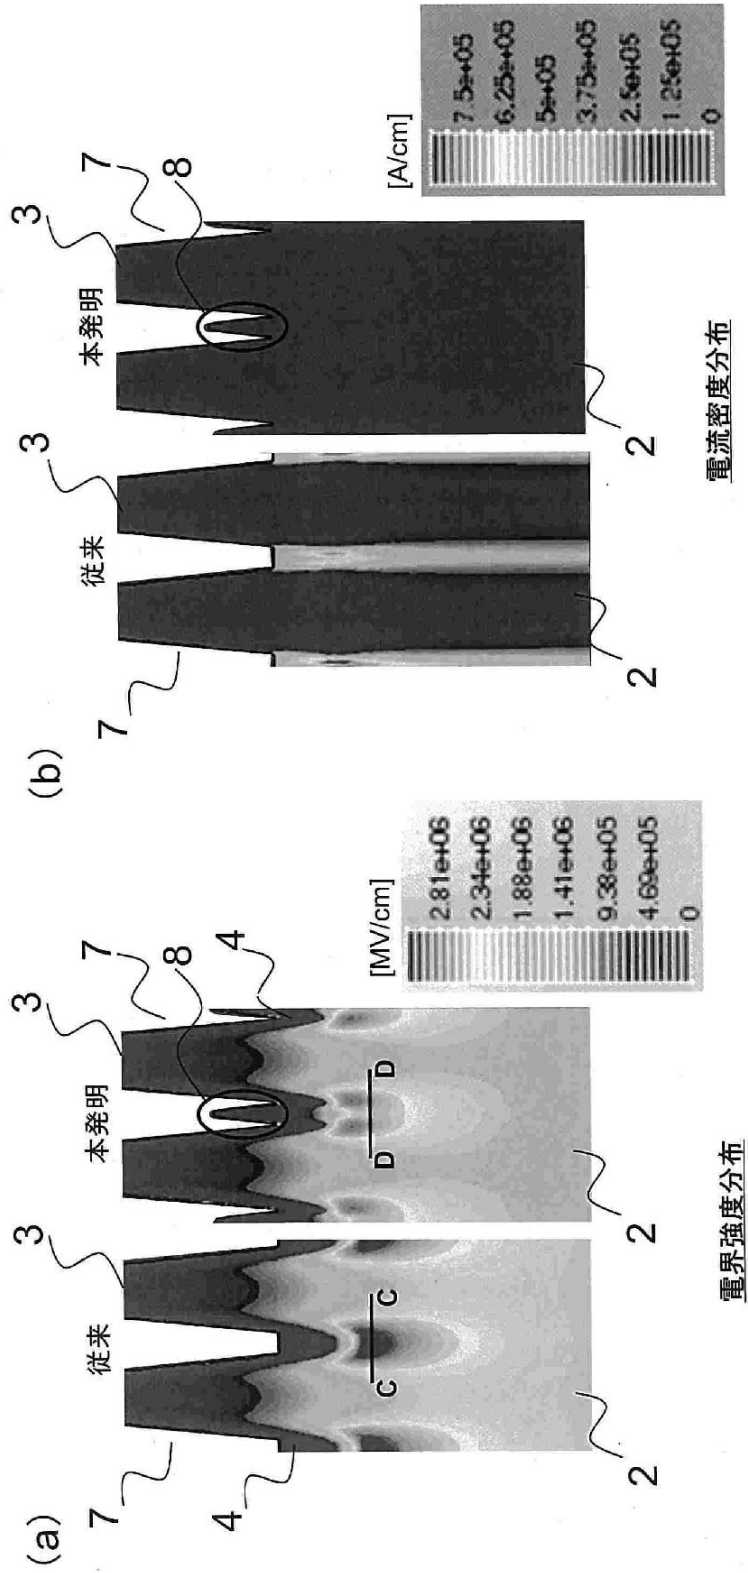 (a)
従来
本発明
7
3
3
7
8
4
4
C
C
D
D
2
2
[MV/cm]
2.81e+06
2.34e+06
1.88e+06
1.41e+06
9.38e+05
4.69e+05
0
電界強度分布
(b)
従来
本発明
7
3
3
7
8
2
2
[A/cm]
7.5e+05
6.25e+05
5e+05
3.75e+05
2.5e+05
1.25e+05
0
電流密度分布